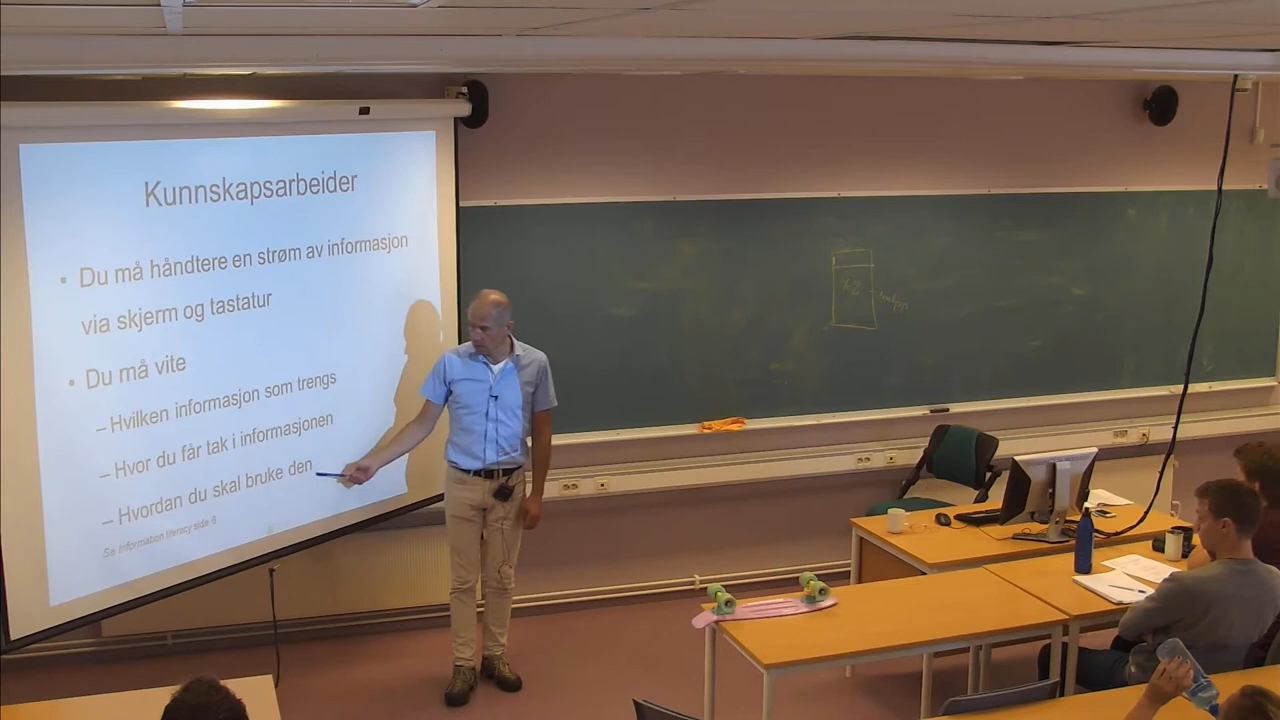 Kunnskapsarbeider
• Du må håndtere en strøm av informasjon
via skjerm og tastatur
• Du må vite
– Hvilken informasjon som trengs
– Hvor du får tak i informasjonen
– Hvordan du skal bruke den
Se Information literacy side 6